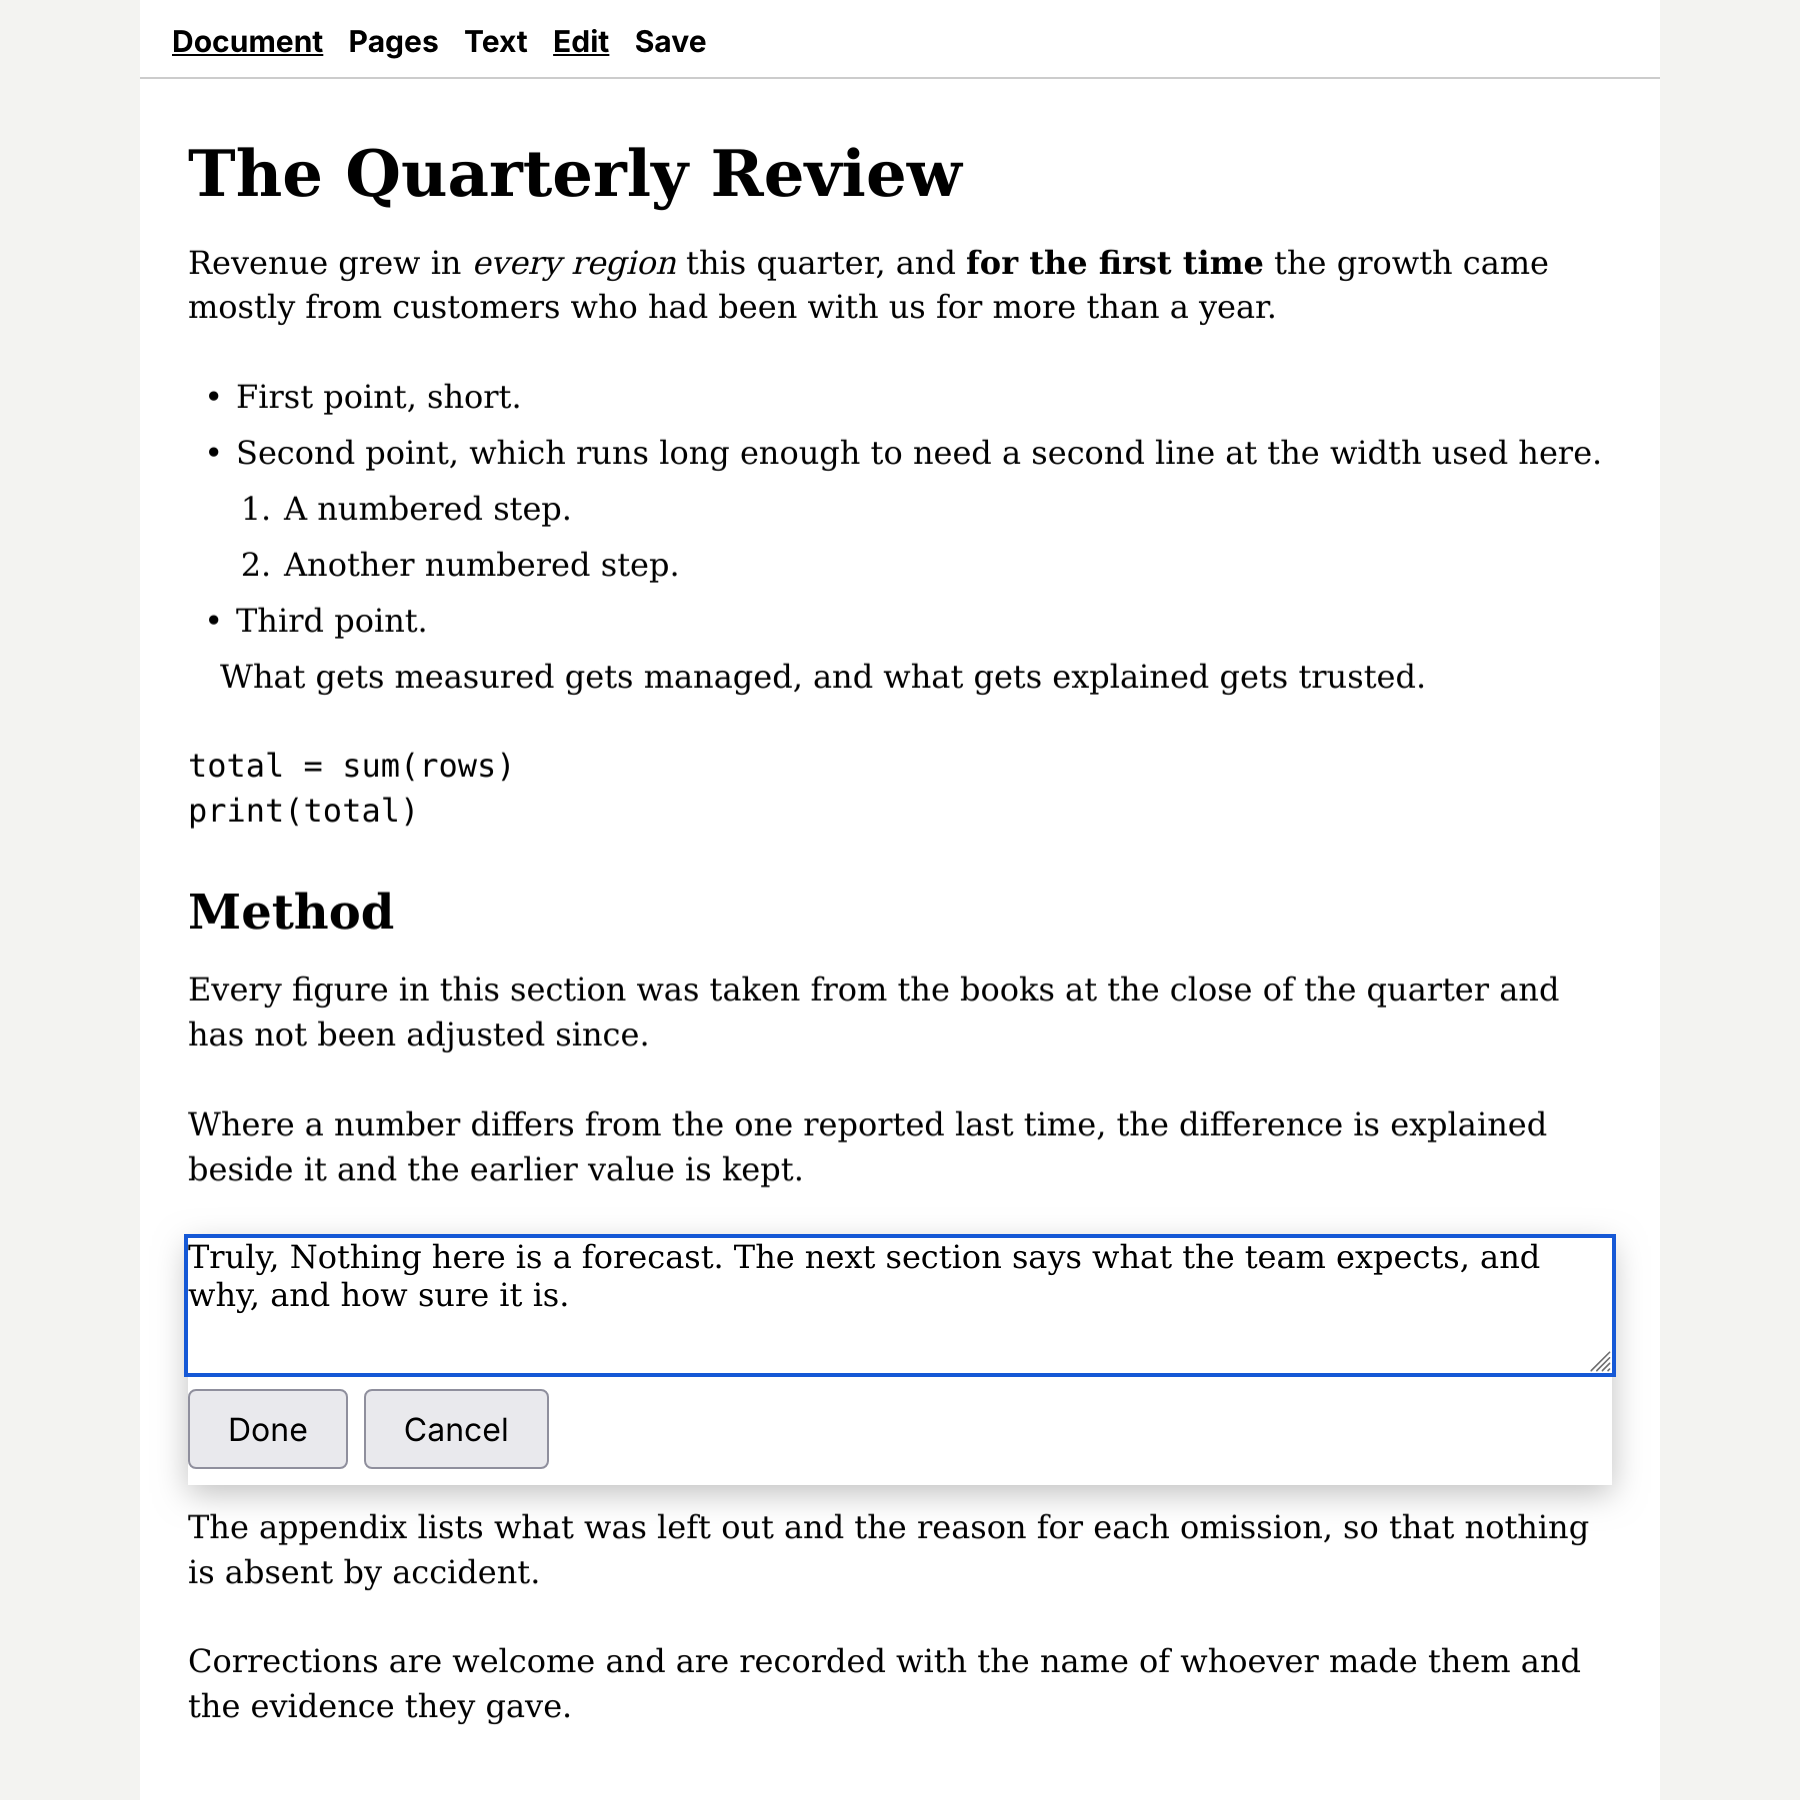 Document Pages Text Edit Save
The Quarterly Review
Revenue grew in every region this quarter, and for the first time the growth came
mostly from customers who had been with us for more than a year.
• First point, short.
• Second point, which runs long enough to need a second line at the width used here.
1. A numbered step.
2. Another numbered step.
• Third point.
What gets measured gets managed, and what gets explained gets trusted.
total = sum(rows)
print(total)
Method
Every figure in this section was taken from the books at the close of the quarter and
has not been adjusted since.
Where a number differs from the one reported last time, the difference is explained
beside it and the earlier value is kept.
Truly, Nothing here is a forecast. The next section says what the team expects, and
why, and how sure it is.
Done Cancel
The appendix lists what was left out and the reason for each omission, so that nothing
is absent by accident.
Corrections are welcome and are recorded with the name of whoever made them and
the evidence they gave.